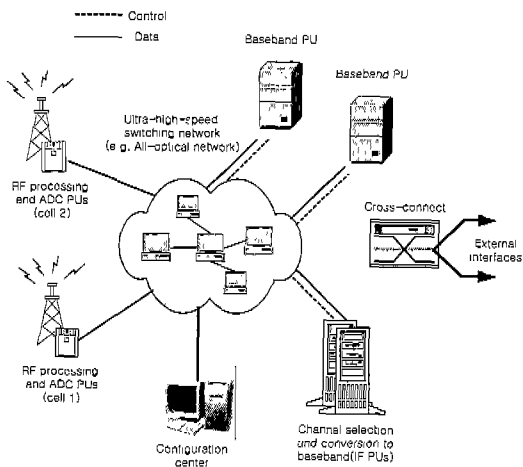 Control
Data
Baseband PU
Baseband PU
Ultra-high-speed
switching network
(e.g. All-optical network)
RF processing
and ADC PUs
(cell 2)
Cross-connect
External
interfaces
RF processing
and ADC PUs
(cell 1)
Configuration
center
Channel selection
and conversion to
baseband(IF PUs)